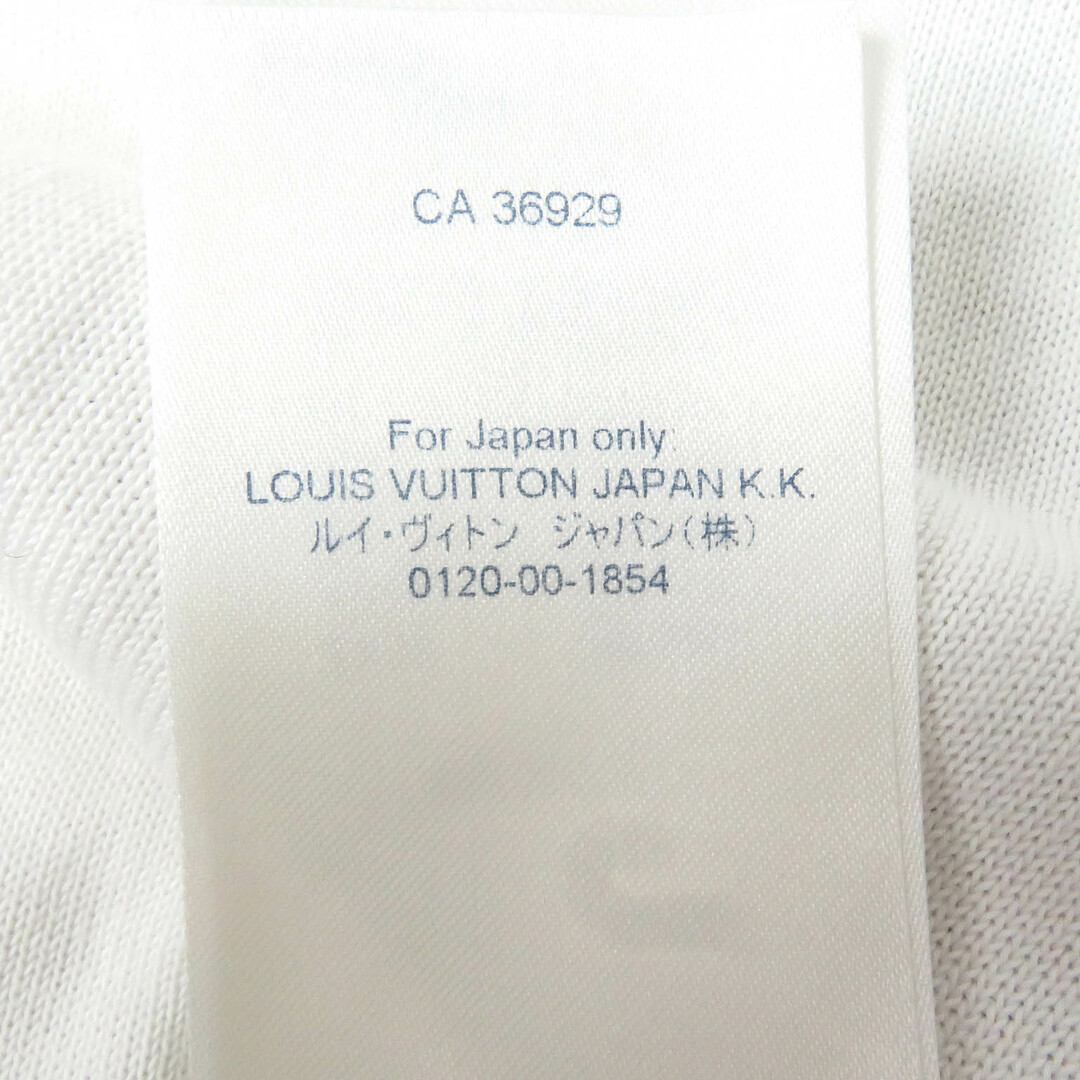 CA 36929
For Japan only:
LOUIS VUITTON JAPAN K.K.
ルイ・ヴィトン ジャパン(株)
0120-00-1854